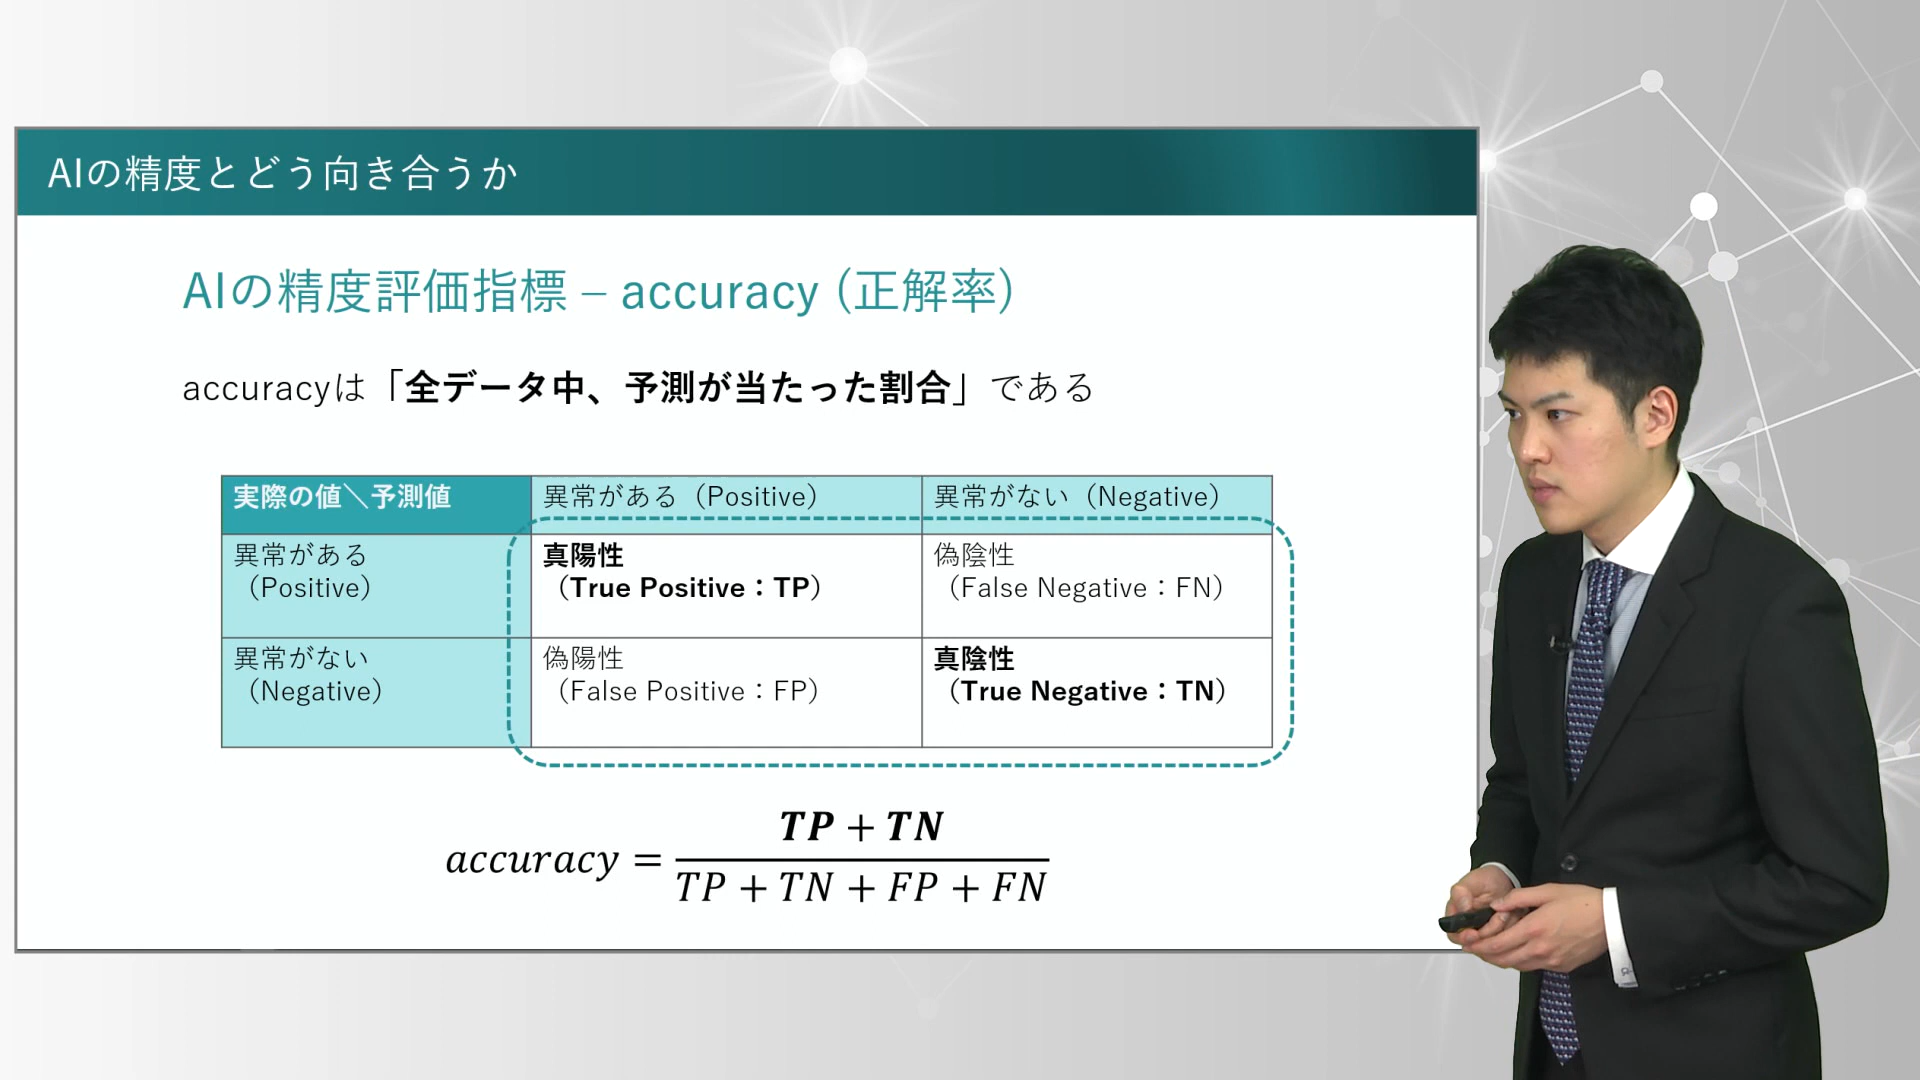 AIの精度とどう向き合うか
AIの精度評価指標 – accuracy (正解率)
accuracyは「全データ中、予測が当たった割合」である
実際の値＼予測値
異常がある（Positive）
異常がない（Negative）
異常がある
（Positive）
真陽性
（True Positive：TP）
偽陰性
（False Negative：FN）
異常がない
（Negative）
偽陽性
（False Positive：FP）
真陰性
（True Negative：TN）
TP + TN
accuracy =
TP + TN + FP + FN